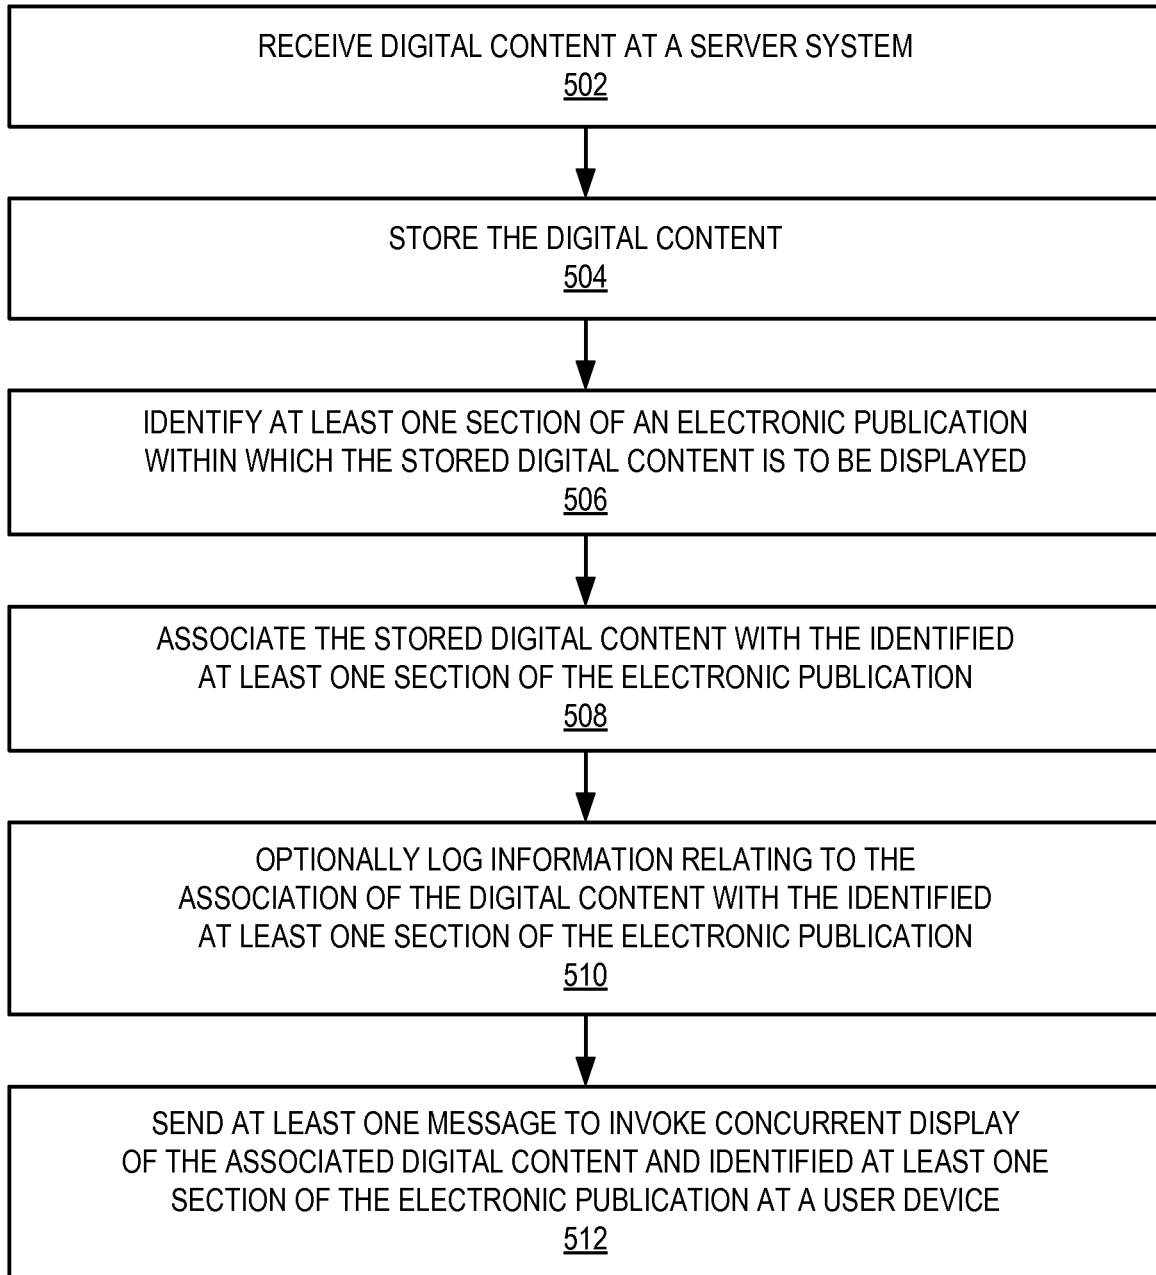 RECEIVE DIGITAL CONTENT AT A SERVER SYSTEM
502
STORE THE DIGITAL CONTENT
504
IDENTIFY AT LEAST ONE SECTION OF AN ELECTRONIC PUBLICATION
WITHIN WHICH THE STORED DIGITAL CONTENT IS TO BE DISPLAYED
506
ASSOCIATE THE STORED DIGITAL CONTENT WITH THE IDENTIFIED
AT LEAST ONE SECTION OF THE ELECTRONIC PUBLICATION
508
OPTIONALLY LOG INFORMATION RELATING TO THE
ASSOCIATION OF THE DIGITAL CONTENT WITH THE IDENTIFIED
AT LEAST ONE SECTION OF THE ELECTRONIC PUBLICATION
510
SEND AT LEAST ONE MESSAGE TO INVOKE CONCURRENT DISPLAY
OF THE ASSOCIATED DIGITAL CONTENT AND IDENTIFIED AT LEAST ONE
SECTION OF THE ELECTRONIC PUBLICATION AT A USER DEVICE
512